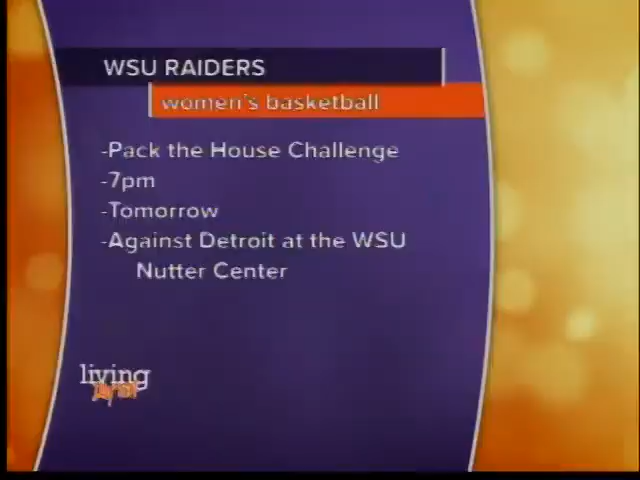 WSU RAIDERS
women's basketball
-Pack the House Challenge
-7pm
-Tomorrow
-Against Detroit at the WSU
Nutter Center
living